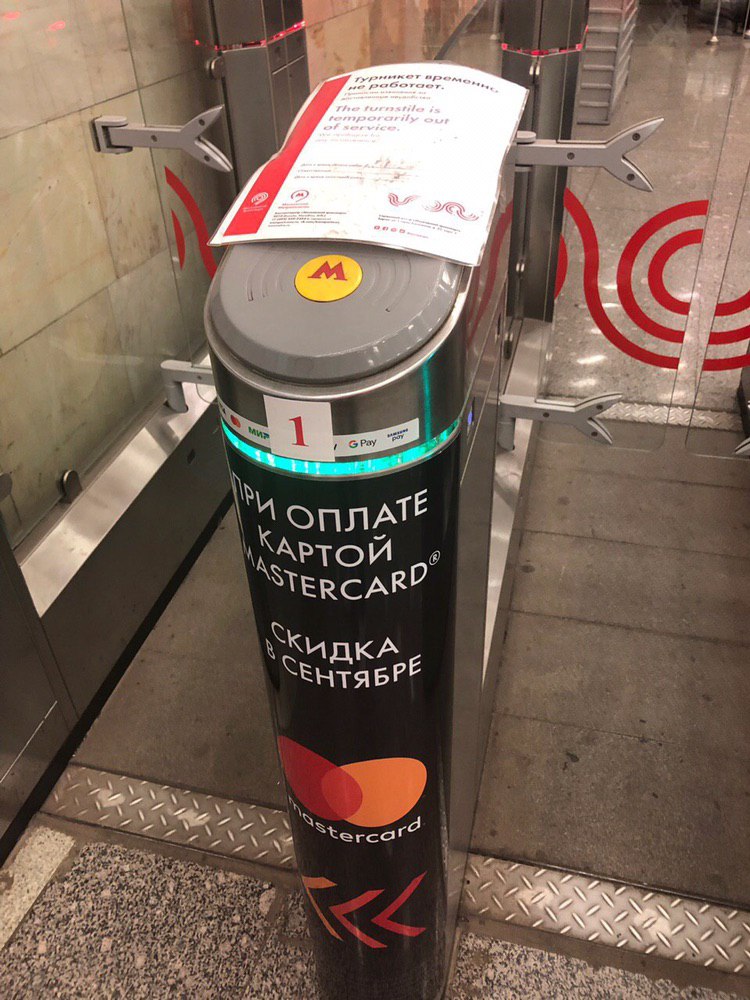 Турникет временно
не работает.
The turnstile is
temporarily out
of service.
М
1
МИР
G Pay
SAMSUNG
pay
ПРИ ОПЛАТЕ
КАРТОЙ
MASTERCARD®
СКИДКА
В СЕНТЯБРЕ
mastercard